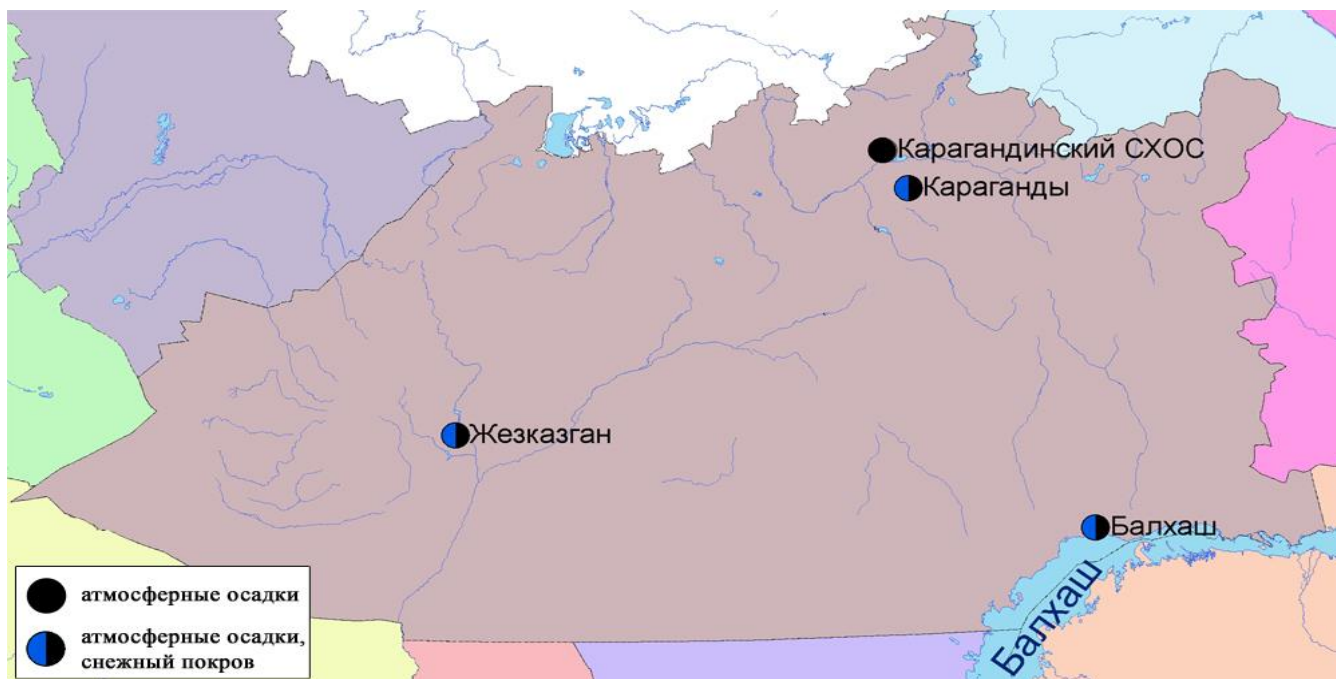 Карагандинский СХОС
Караганды
Жезказган
Балхаш
Балхаш
атмосферные осадки
атмосферные осадки,
снежный покров